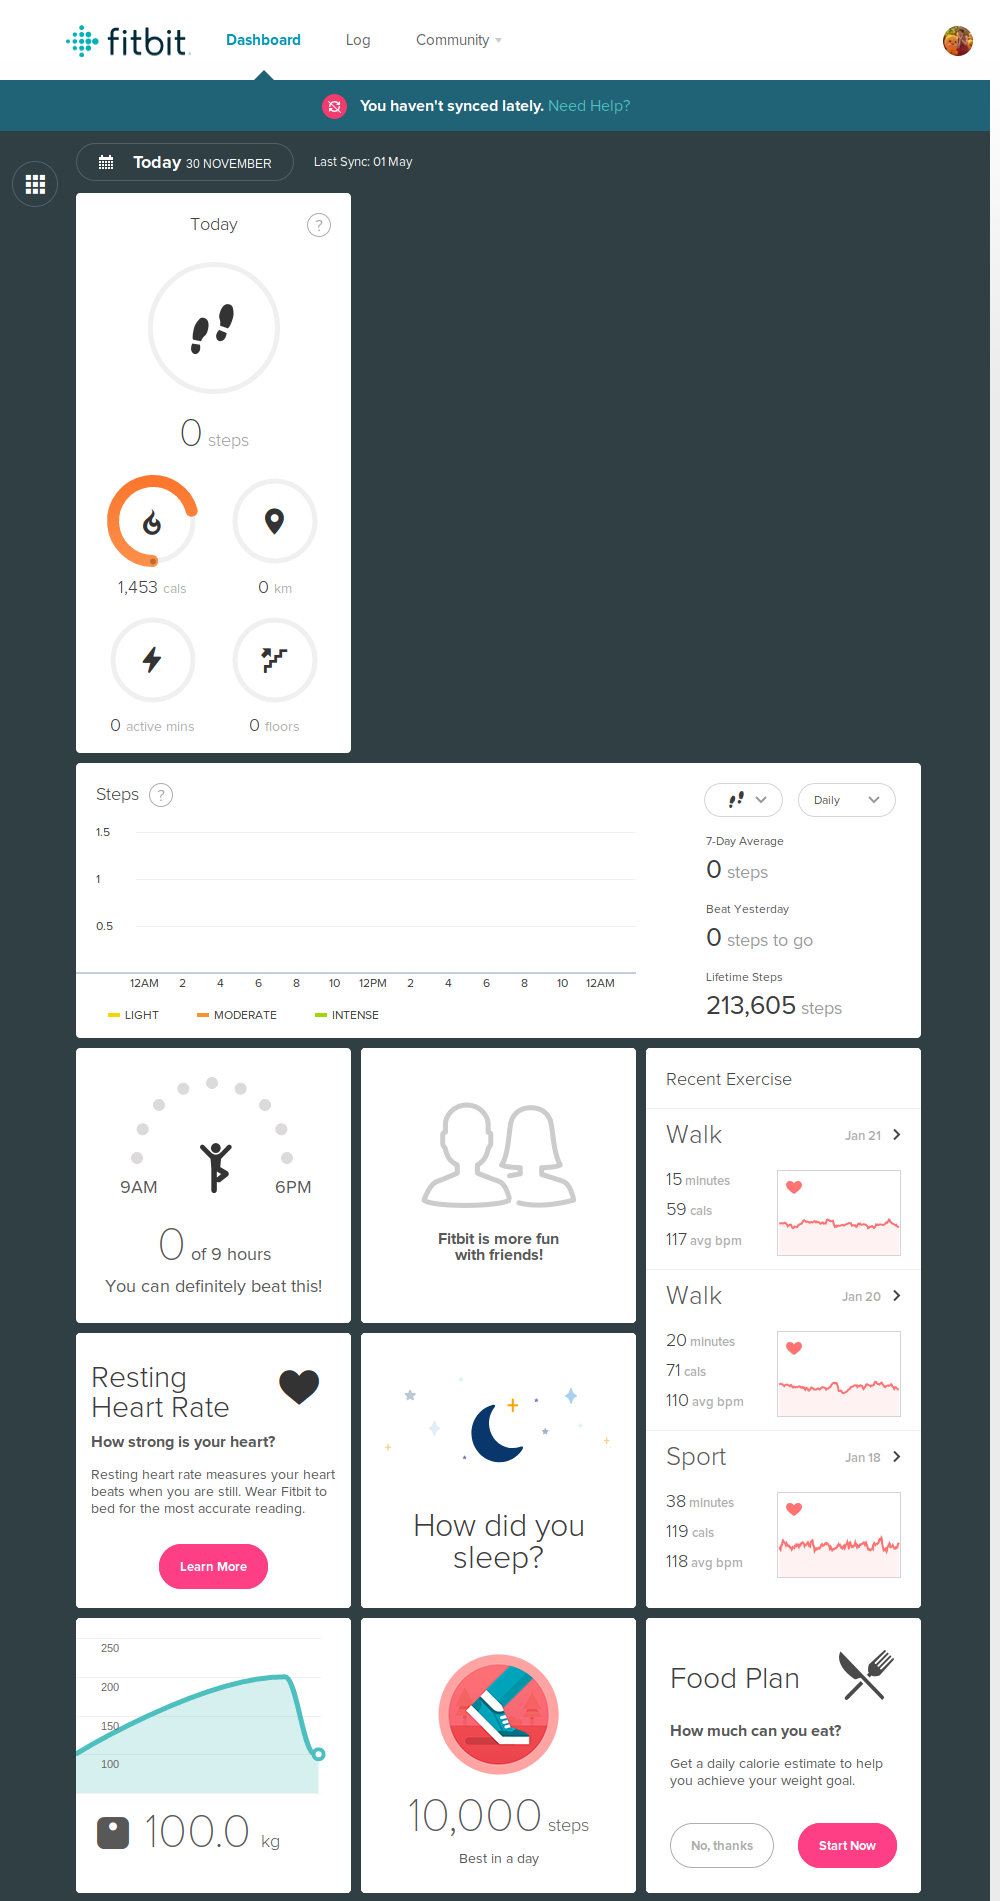 fitbit
Dashboard
Log
Community
You haven't synced lately. Need Help?
Today 30 NOVEMBER
Last Sync: 01 May
Today
?
0 steps
1,453 cals
0 km
0 active mins
0 floors
Steps
?
Daily
1.5
1
0.5
12AM 2 4 6 8 10 12PM 2 4 6 8 10 12AM
LIGHT
MODERATE
INTENSE
7-Day Average
0 steps
Beat Yesterday
0 steps to go
Lifetime Steps
213,605 steps
9AM
6PM
0 of 9 hours
You can definitely beat this!
Fitbit is more fun
with friends!
Recent Exercise
Walk
Jan 21
15 minutes
59 cals
117 avg bpm
Walk
Jan 20
20 minutes
71 cals
110 avg bpm
Sport
Jan 18
38 minutes
119 cals
118 avg bpm
Resting
Heart Rate
How strong is your heart?
Resting heart rate measures your heart
beats when you are still. Wear Fitbit to
bed for the most accurate reading.
Learn More
How did you
sleep?
250
200
150
100
100.0 kg
10,000 steps
Best in a day
Food Plan
How much can you eat?
Get a daily calorie estimate to help
you achieve your weight goal.
No, thanks
Start Now